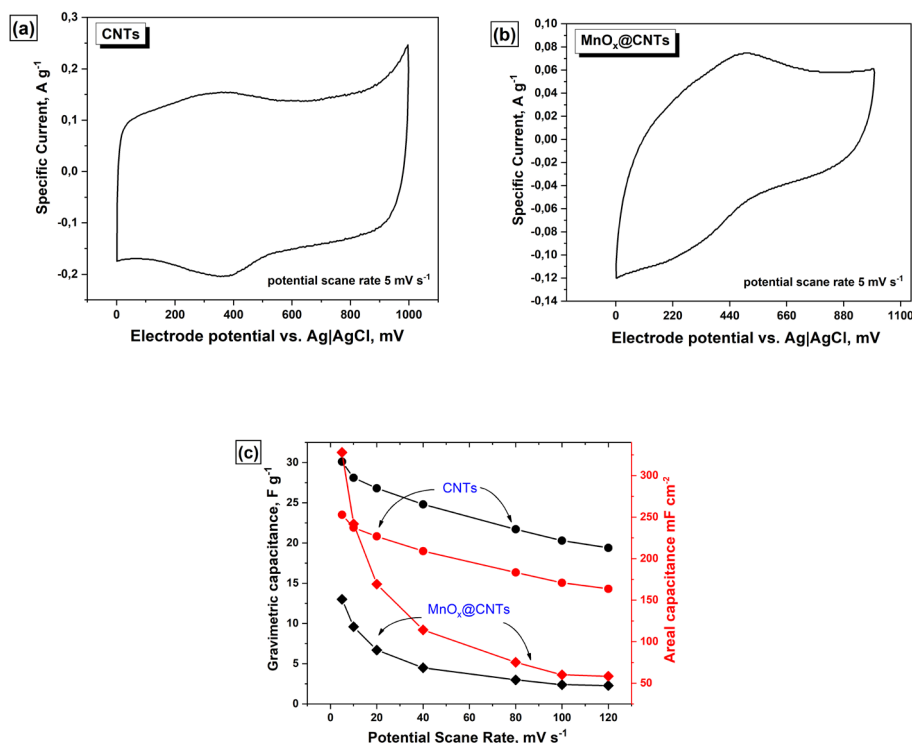 (a)
CNTs
Specific Current, A g-1
0,3
0,2
0,1
0,0
-0,1
-0,2
potential scane rate 5 mV s-1
0 200 400 600 800 1000
Electrode potential vs. Ag|AgCl, mV
(b)
MnOx@CNTs
Specific Current, A g-1
0,10
0,08
0,06
0,04
0,02
0,00
-0,02
-0,04
-0,06
-0,08
-0,10
-0,12
-0,14
potential scane rate 5 mV s-1
0 220 440 660 880 1100
Electrode potential vs. Ag|AgCl, mV
(c)
Gravimetric capacitance, F g-1
30
25
20
15
10
5
0
CNTs
MnOx@CNTs
300
250
200
150
100
50
Areal capacitance mF cm-2
0 20 40 60 80 100 120
Potential Scane Rate, mV s-1